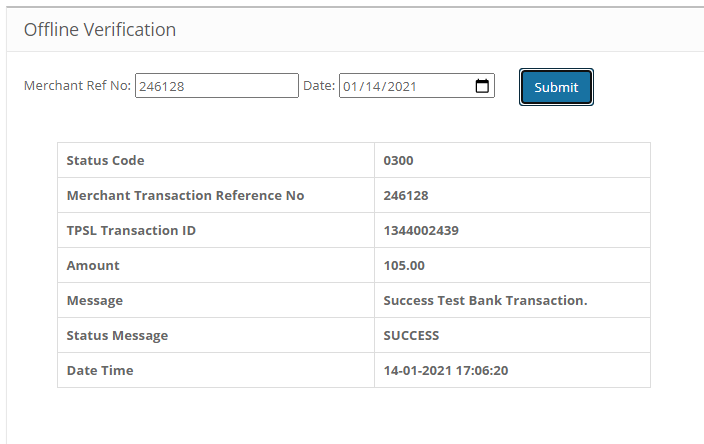 Offline Verification
Merchant Ref No: 246128 Date: 01/14/2021 Submit
Status Code 0300
Merchant Transaction Reference No 246128
TPSL Transaction ID 1344002439
Amount 105.00
Message Success Test Bank Transaction.
Status Message SUCCESS
Date Time 14-01-2021 17:06:20